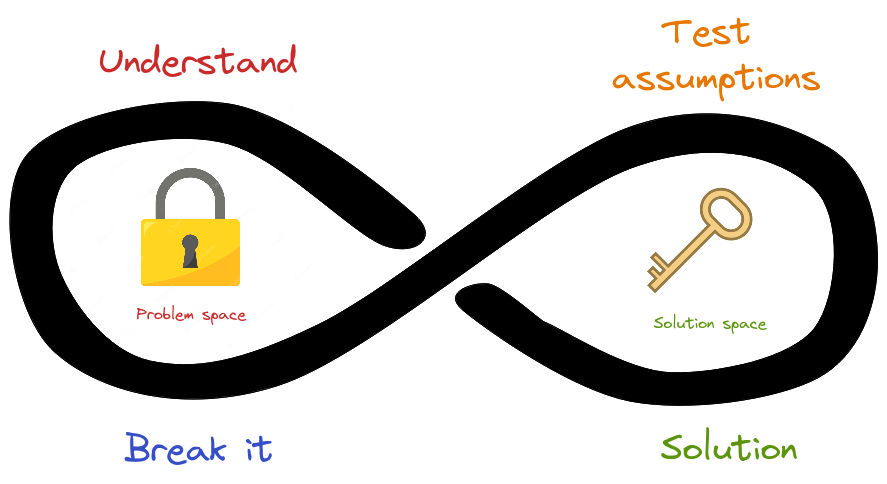 Understand
Test
assumptions
Problem space
Solution space
Break it
Solution